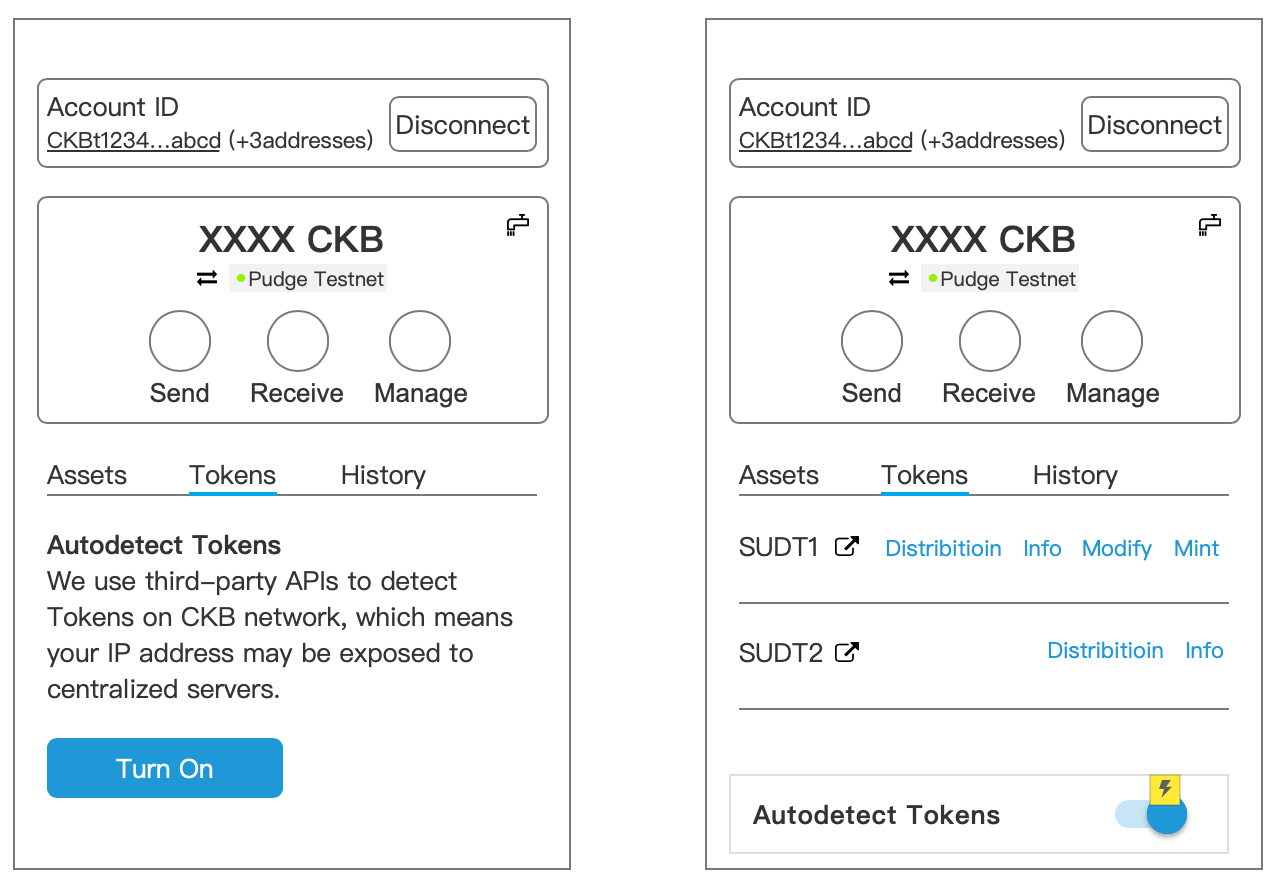 Account ID
CKBt1234...abcd (+3addresses)
Disconnect
XXXX CKB
Pudge Testnet
Send Receive Manage
Assets Tokens History
Autodetect Tokens
We use third–party APIs to detect
Tokens on CKB network, which means
your IP address may be exposed to
centralized servers.
Turn On
Account ID
CKBt1234...abcd (+3addresses)
Disconnect
XXXX CKB
Pudge Testnet
Send Receive Manage
Assets Tokens History
SUDT1 Distribitioin Info Modify Mint
SUDT2 Distribitioin Info
Autodetect Tokens